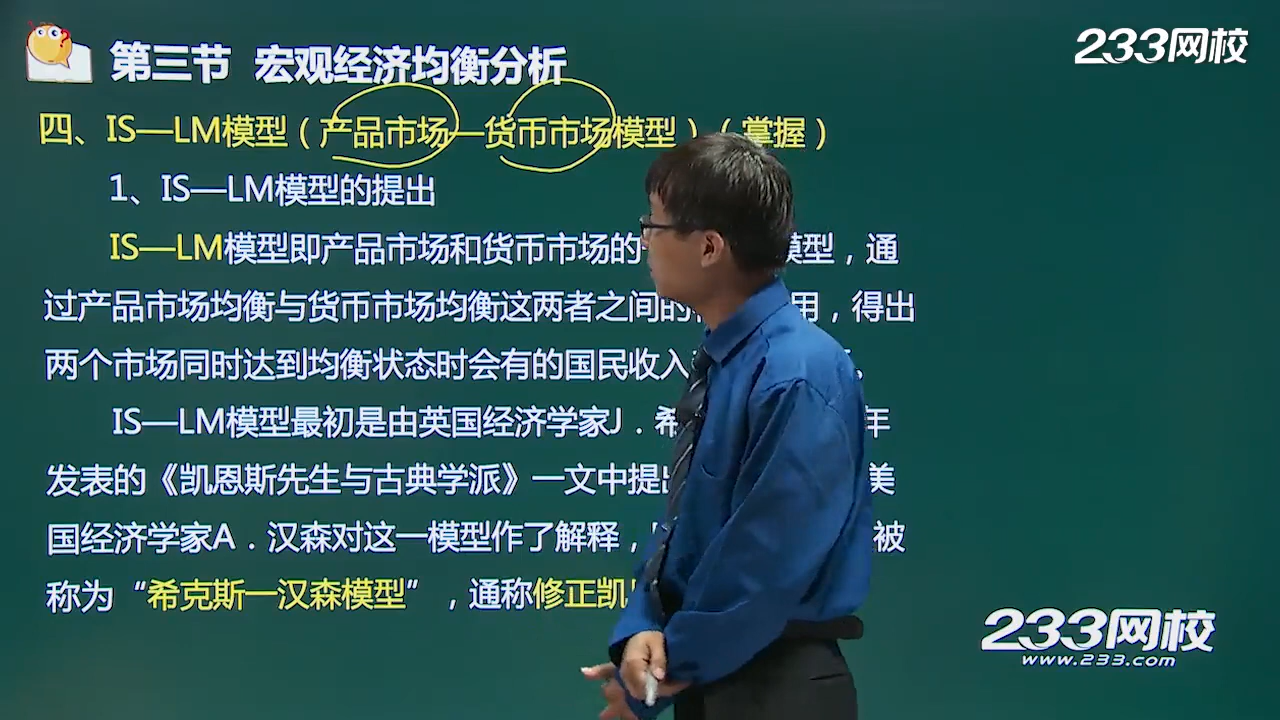 233网校
第三节 宏观经济均衡分析
四、IS—LM模型（产品市场—货币市场模型）（掌握）
1、IS—LM模型的提出
IS—LM模型即产品市场和货币市场的 模型，通
过产品市场均衡与货币市场均衡这两者之间的 用，得出
两个市场同时达到均衡状态时会有的国民收入
IS—LM模型最初是由英国经济学家J．希 年
发表的《凯恩斯先生与古典学派》一文中提出 美
国经济学家A．汉森对这一模型作了解释， 被
称为“希克斯一汉森模型”，通称修正凯
233网校
www.233.com